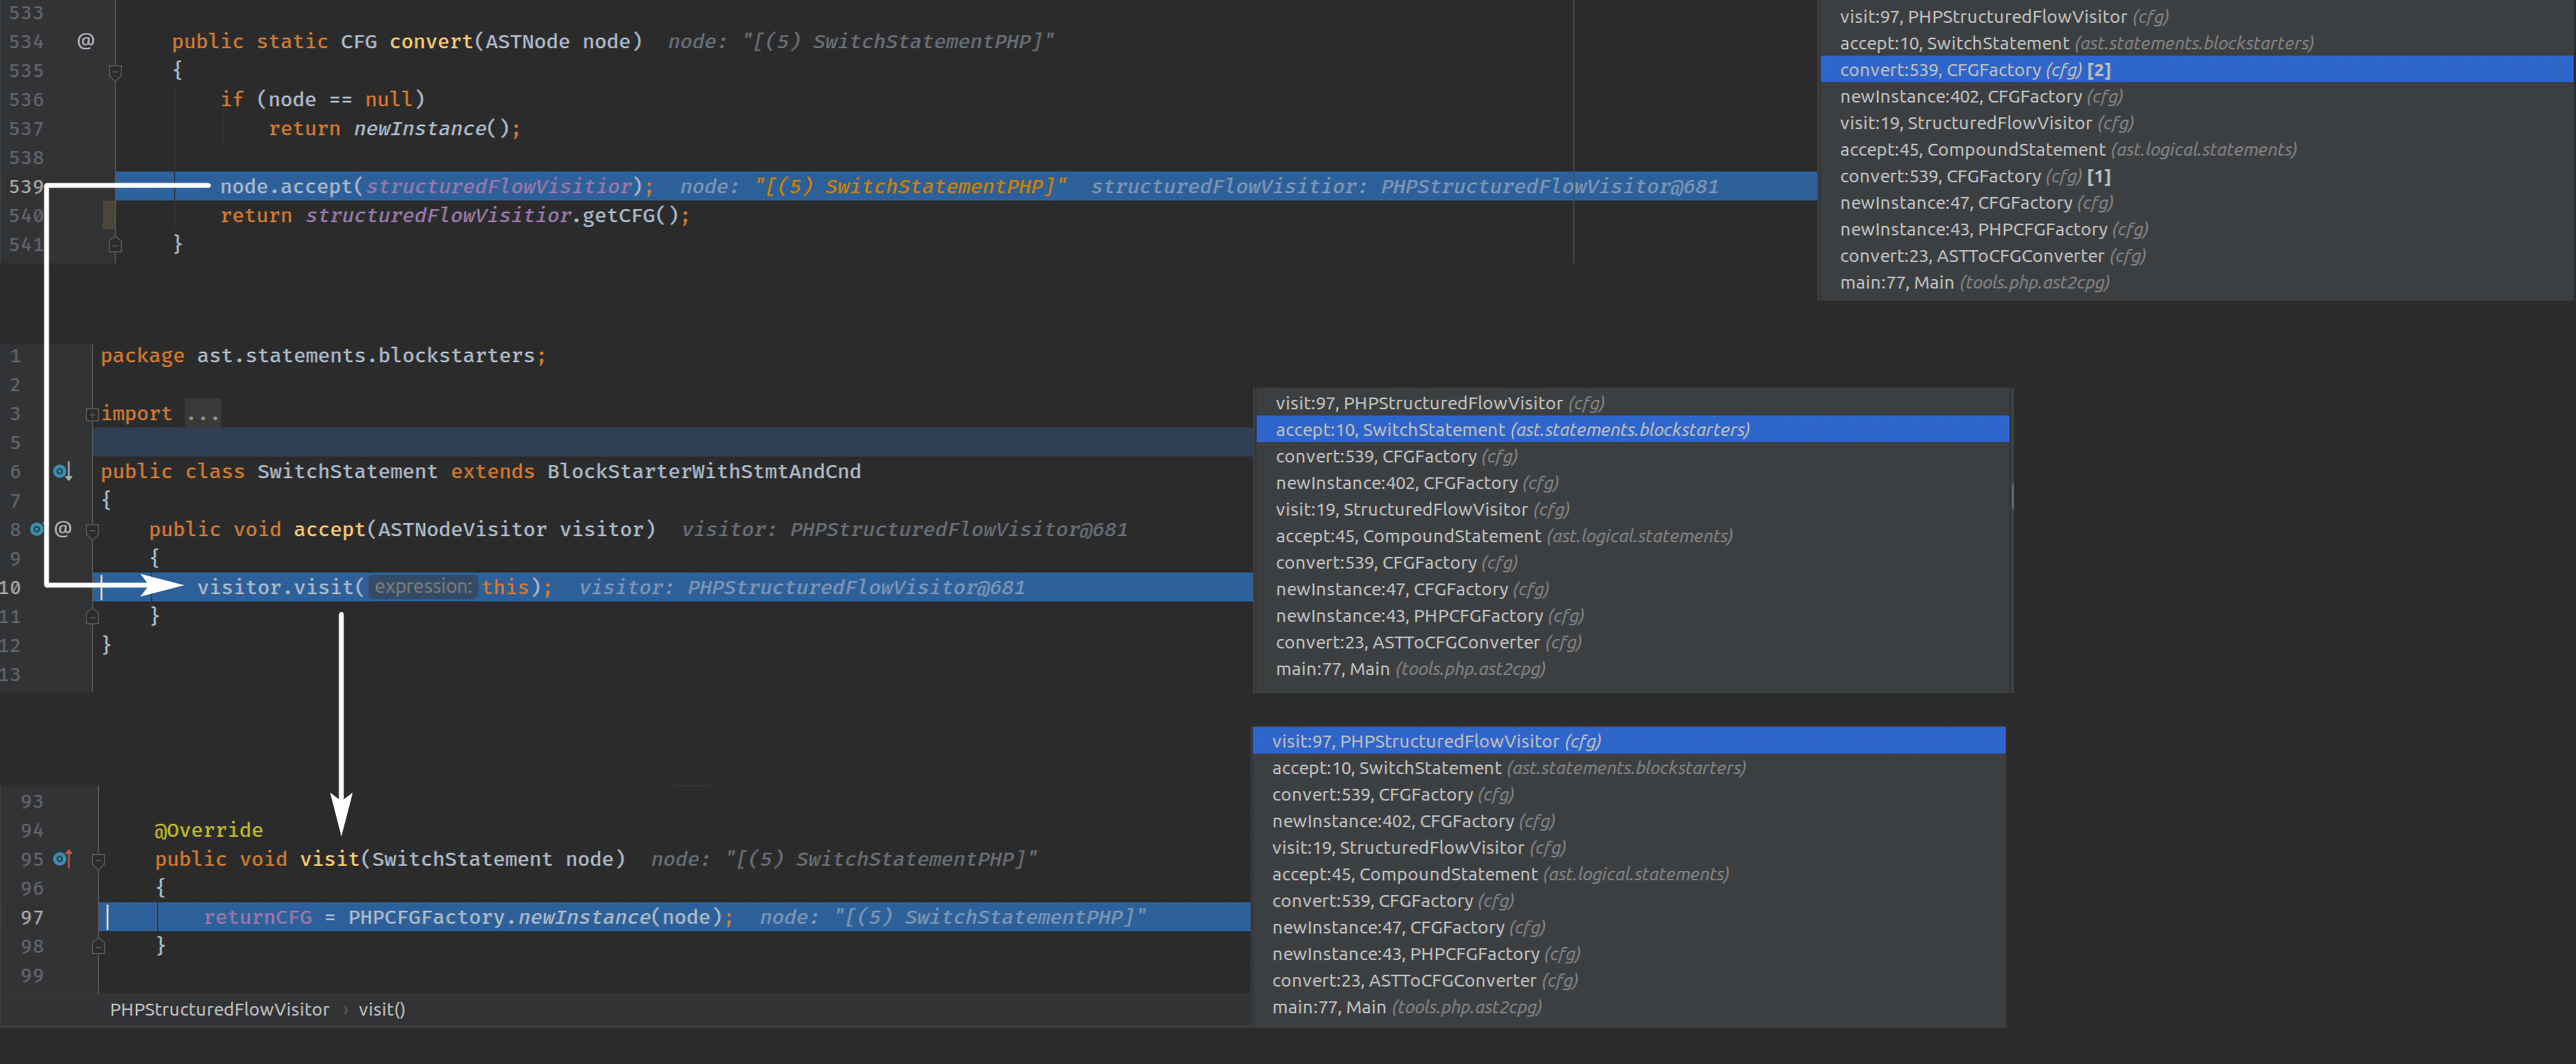 533
534 @ public static CFG convert(ASTNode node) node: "[(5) SwitchStatementPHP]"
535 {
536 if (node == null)
537 return newInstance();
538
539 node.accept(structuredFlowVisitior); node: "[(5) SwitchStatementPHP]" structuredFlowVisitior: PHPStructuredFlowVisitor@681
540 return structuredFlowVisitior.getCFG();
541 }
visit:97, PHPStructuredFlowVisitor (cfg)
accept:10, SwitchStatement (ast.statements.blockstarters)
convert:539, CFGFactory (cfg) [2]
newInstance:402, CFGFactory (cfg)
visit:19, StructuredFlowVisitor (cfg)
accept:45, CompoundStatement (ast.logical.statements)
convert:539, CFGFactory (cfg) [1]
newInstance:47, CFGFactory (cfg)
newInstance:43, PHPCFGFactory (cfg)
convert:23, ASTToCFGConverter (cfg)
main:77, Main (tools.php.ast2cpg)
1 package ast.statements.blockstarters;
2
3 import ...
5
6 public class SwitchStatement extends BlockStarterWithStmtAndCnd
7 {
8 @ public void accept(ASTNodeVisitor visitor) visitor: PHPStructuredFlowVisitor@681
9 {
10 visitor.visit( expression: this); visitor: PHPStructuredFlowVisitor@681
11 }
12 }
13
visit:97, PHPStructuredFlowVisitor (cfg)
accept:10, SwitchStatement (ast.statements.blockstarters)
convert:539, CFGFactory (cfg)
newInstance:402, CFGFactory (cfg)
visit:19, StructuredFlowVisitor (cfg)
accept:45, CompoundStatement (ast.logical.statements)
convert:539, CFGFactory (cfg)
newInstance:47, CFGFactory (cfg)
newInstance:43, PHPCFGFactory (cfg)
convert:23, ASTToCFGConverter (cfg)
main:77, Main (tools.php.ast2cpg)
93
94 @Override
95 public void visit(SwitchStatement node) node: "[(5) SwitchStatementPHP]"
96 {
97 returnCFG = PHPCFGFactory.newInstance(node); node: "[(5) SwitchStatementPHP]"
98 }
99
PHPStructuredFlowVisitor › visit()
visit:97, PHPStructuredFlowVisitor (cfg)
accept:10, SwitchStatement (ast.statements.blockstarters)
convert:539, CFGFactory (cfg)
newInstance:402, CFGFactory (cfg)
visit:19, StructuredFlowVisitor (cfg)
accept:45, CompoundStatement (ast.logical.statements)
convert:539, CFGFactory (cfg)
newInstance:47, CFGFactory (cfg)
newInstance:43, PHPCFGFactory (cfg)
convert:23, ASTToCFGConverter (cfg)
main:77, Main (tools.php.ast2cpg)